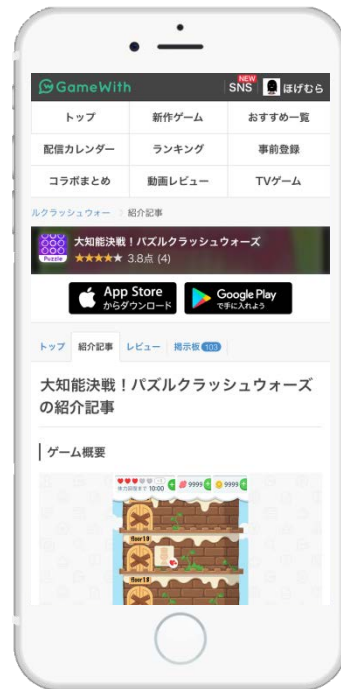 GameWith
NEW
SNS
ほげむら
トップ
新作ゲーム
おすすめ一覧
配信カレンダー
ランキング
事前登録
コラボまとめ
動画レビュー
TVゲーム
ルクラッシュウォー
紹介記事
Puzzle
大知能決戦！パズルクラッシュウォーズ
★★★★★ 3.8点 (4)
App Store
からダウンロード
Google Play
で手に入れよう
トップ
紹介記事
レビュー
掲示板 103
大知能決戦！パズルクラッシュウォーズ
の紹介記事
ゲーム概要
10:00
9999
9999
floor19
floor18